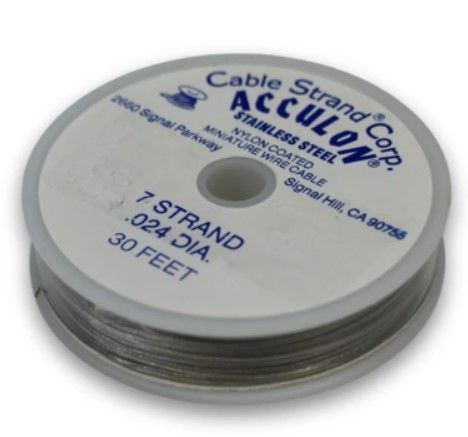 Cable Strand® Corp.
ACCULON®
STAINLESS STEEL
NYLON COATED
MINIATURE WIRE CABLE
2660 Signal Parkway
Signal Hill, CA 90755
7 STRAND
.024 DIA.
30 FEET